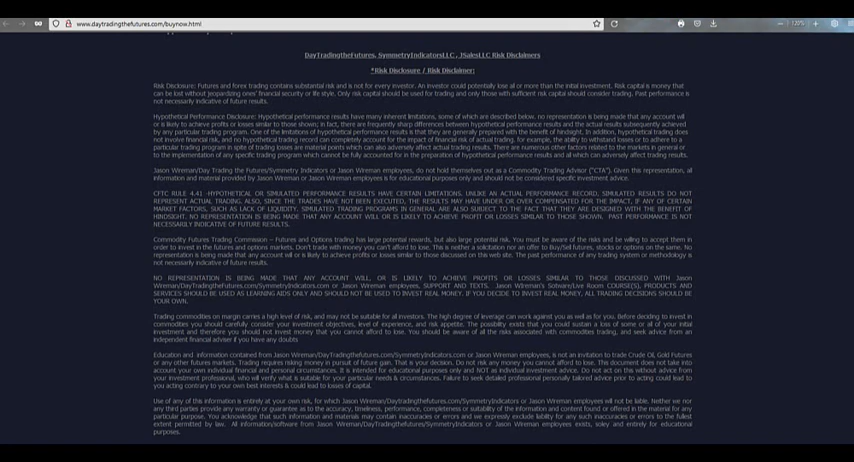 www.daytradingthefutures.com/buynow.html
120%
DayTradingtheFutures, SymmetryIndicatorsLLC, JSalesLLC Risk Disclaimers
*Risk Disclosure / Risk Disclaimer:
Risk Disclosure: Futures and forex trading contains substantial risk and is not for every investor. An investor could potentially lose all or more than the initial investment. Risk capital is money that
can be lost without jeopardizing ones' financial security or life style. Only risk capital should be used for trading and only those with sufficient risk capital should consider trading. Past performance is
not necessarily indicative of future results.
Hypothetical Performance Disclosure: Hypothetical performance results have many inherent limitations, some of which are described below. no representation is being made that any account will
or is likely to achieve profits or losses similar to those shown; in fact, there are frequently sharp differences between hypothetical performance results and the actual results subsequently achieved
by any particular trading program. One of the limitations of hypothetical performance results is that they are generally prepared with the benefit of hindsight. In addition, hypothetical trading does
not involve financial risk, and no hypothetical trading record can completely account for the impact of financial risk of actual trading. for example, the ability to withstand losses or to adhere to a
particular trading program in spite of trading losses are material points which can also adversely affect actual trading results. There are numerous other factors related to the markets in general or
to the implementation of any specific trading program which cannot be fully accounted for in the preparation of hypothetical performance results and all which can adversely affect trading results.
Jason Wireman/Day Trading the Futures/Symmetry Indicators or Jason Wireman employees, do not hold themselves out as a Commodity Trading Advisor ("CTA"). Given this representation, all
information and material provided by Jason Wireman or Jason Wireman employees is for educational purposes only and should not be considered specific investment advice.
CFTC RULE 4.41 -HYPOTHETICAL OR SIMULATED PERFORMANCE RESULTS HAVE CERTAIN LIMITATIONS. UNLIKE AN ACTUAL PERFORMANCE RECORD, SIMULATED RESULTS DO NOT
REPRESENT ACTUAL TRADING. ALSO, SINCE THE TRADES HAVE NOT BEEN EXECUTED, THE RESULTS MAY HAVE UNDER OR OVER COMPENSATED FOR THE IMPACT, IF ANY OF CERTAIN
MARKET FACTORS, SUCH AS LACK OF LIQUIDITY. SIMULATED TRADING PROGRAMS IN GENERAL ARE ALSO SUBJECT TO THE FACT THAT THEY ARE DESIGNED WITH THE BENEFIT OF
HINDSIGHT. NO REPRESENTATION IS BEING MADE THAT ANY ACCOUNT WILL OR IS LIKELY TO ACHIEVE PROFIT OR LOSSES SIMILAR TO THOSE SHOWN. PAST PERFORMANCE IS NOT
NECESSARILY INDICATIVE OF FUTURE RESULTS.
Commodity Futures Trading Commission – Futures and Options trading has large potential rewards, but also large potential risk. You must be aware of the risks and be willing to accept them in
order to invest in the futures and options markets. Don't trade with money you can't afford to lose. This is neither a solicitation nor an offer to Buy/Sell futures, stocks or options on the same. No
representation is being made that any account will or is likely to achieve profits or losses similar to those discussed on this web site. The past performance of any trading system or methodology is
not necessarily indicative of future results.
NO REPRESENTATION IS BEING MADE THAT ANY ACCOUNT WILL, OR IS LIKELY TO ACHIEVE PROFITS OR LOSSES SIMILAR TO THOSE DISCUSSED WITH Jason
Wireman/DayTradingthefutures.com/SymmetryIndicators.com or Jason Wireman employees, SUPPORT AND TEXTS. Jason Wireman's Sotware/Live Room COURSE(S). PRODUCTS AND
SERVICES SHOULD BE USED AS LEARNING AIDS ONLY AND SHOULD NOT BE USED TO INVEST REAL MONEY. IF YOU DECIDE TO INVEST REAL MONEY, ALL TRADING DECISIONS SHOULD BE
YOUR OWN.
Trading commodities on margin carries a high level of risk, and may not be suitable for all investors. The high degree of leverage can work against you as well as for you. Before deciding to invest in
commodities you should carefully consider your investment objectives, level of experience, and risk appetite. The possibility exists that you could sustain a loss of some or all of your initial
investment and therefore you should not invest money that you cannot afford to lose. You should be aware of all the risks associated with commodities trading, and seek advice from an
independent financial adviser if you have any doubts
Education and information contained from Jason Wireman/DayTradingthefutures.com/SymmetryIndicators.com or Jason Wireman employees, is not an invitation to trade Crude Oil, Gold Futures
or any other futures markets. Trading requires risking money in pursuit of future gain. That is your decision. Do not risk any money you cannot afford to lose. This document does not take into
account your own individual financial and personal circumstances. It is intended for educational purposes only and NOT as individual investment advice. Do not act on this without advice from
your investment professional, who will verify what is suitable for your particular needs & circumstances. Failure to seek detailed professional personally tailored advice prior to acting could lead to
you acting contrary to your own best interests & could lead to losses of capital.
Use of any of this information is entirely at your own risk, for which Jason Wireman/Daytradingthefutures.com/SymmetryIndicators or Jason Wireman employees will not be liable. Neither we nor
any third parties provide any warranty or guarantee as to the accuracy, timeliness, performance, completeness or suitability of the information and content found or offered in the material for any
particular purpose. You acknowledge that such information and materials may contain inaccuracies or errors and we expressly exclude liability for any such inaccuracies or errors to the fullest
extent permitted by law. All information/software from Jason Wireman/DayTradingthefutures/SymmetryIndicators or Jason Wireman employees exists, soley and entirely for educational
purposes.